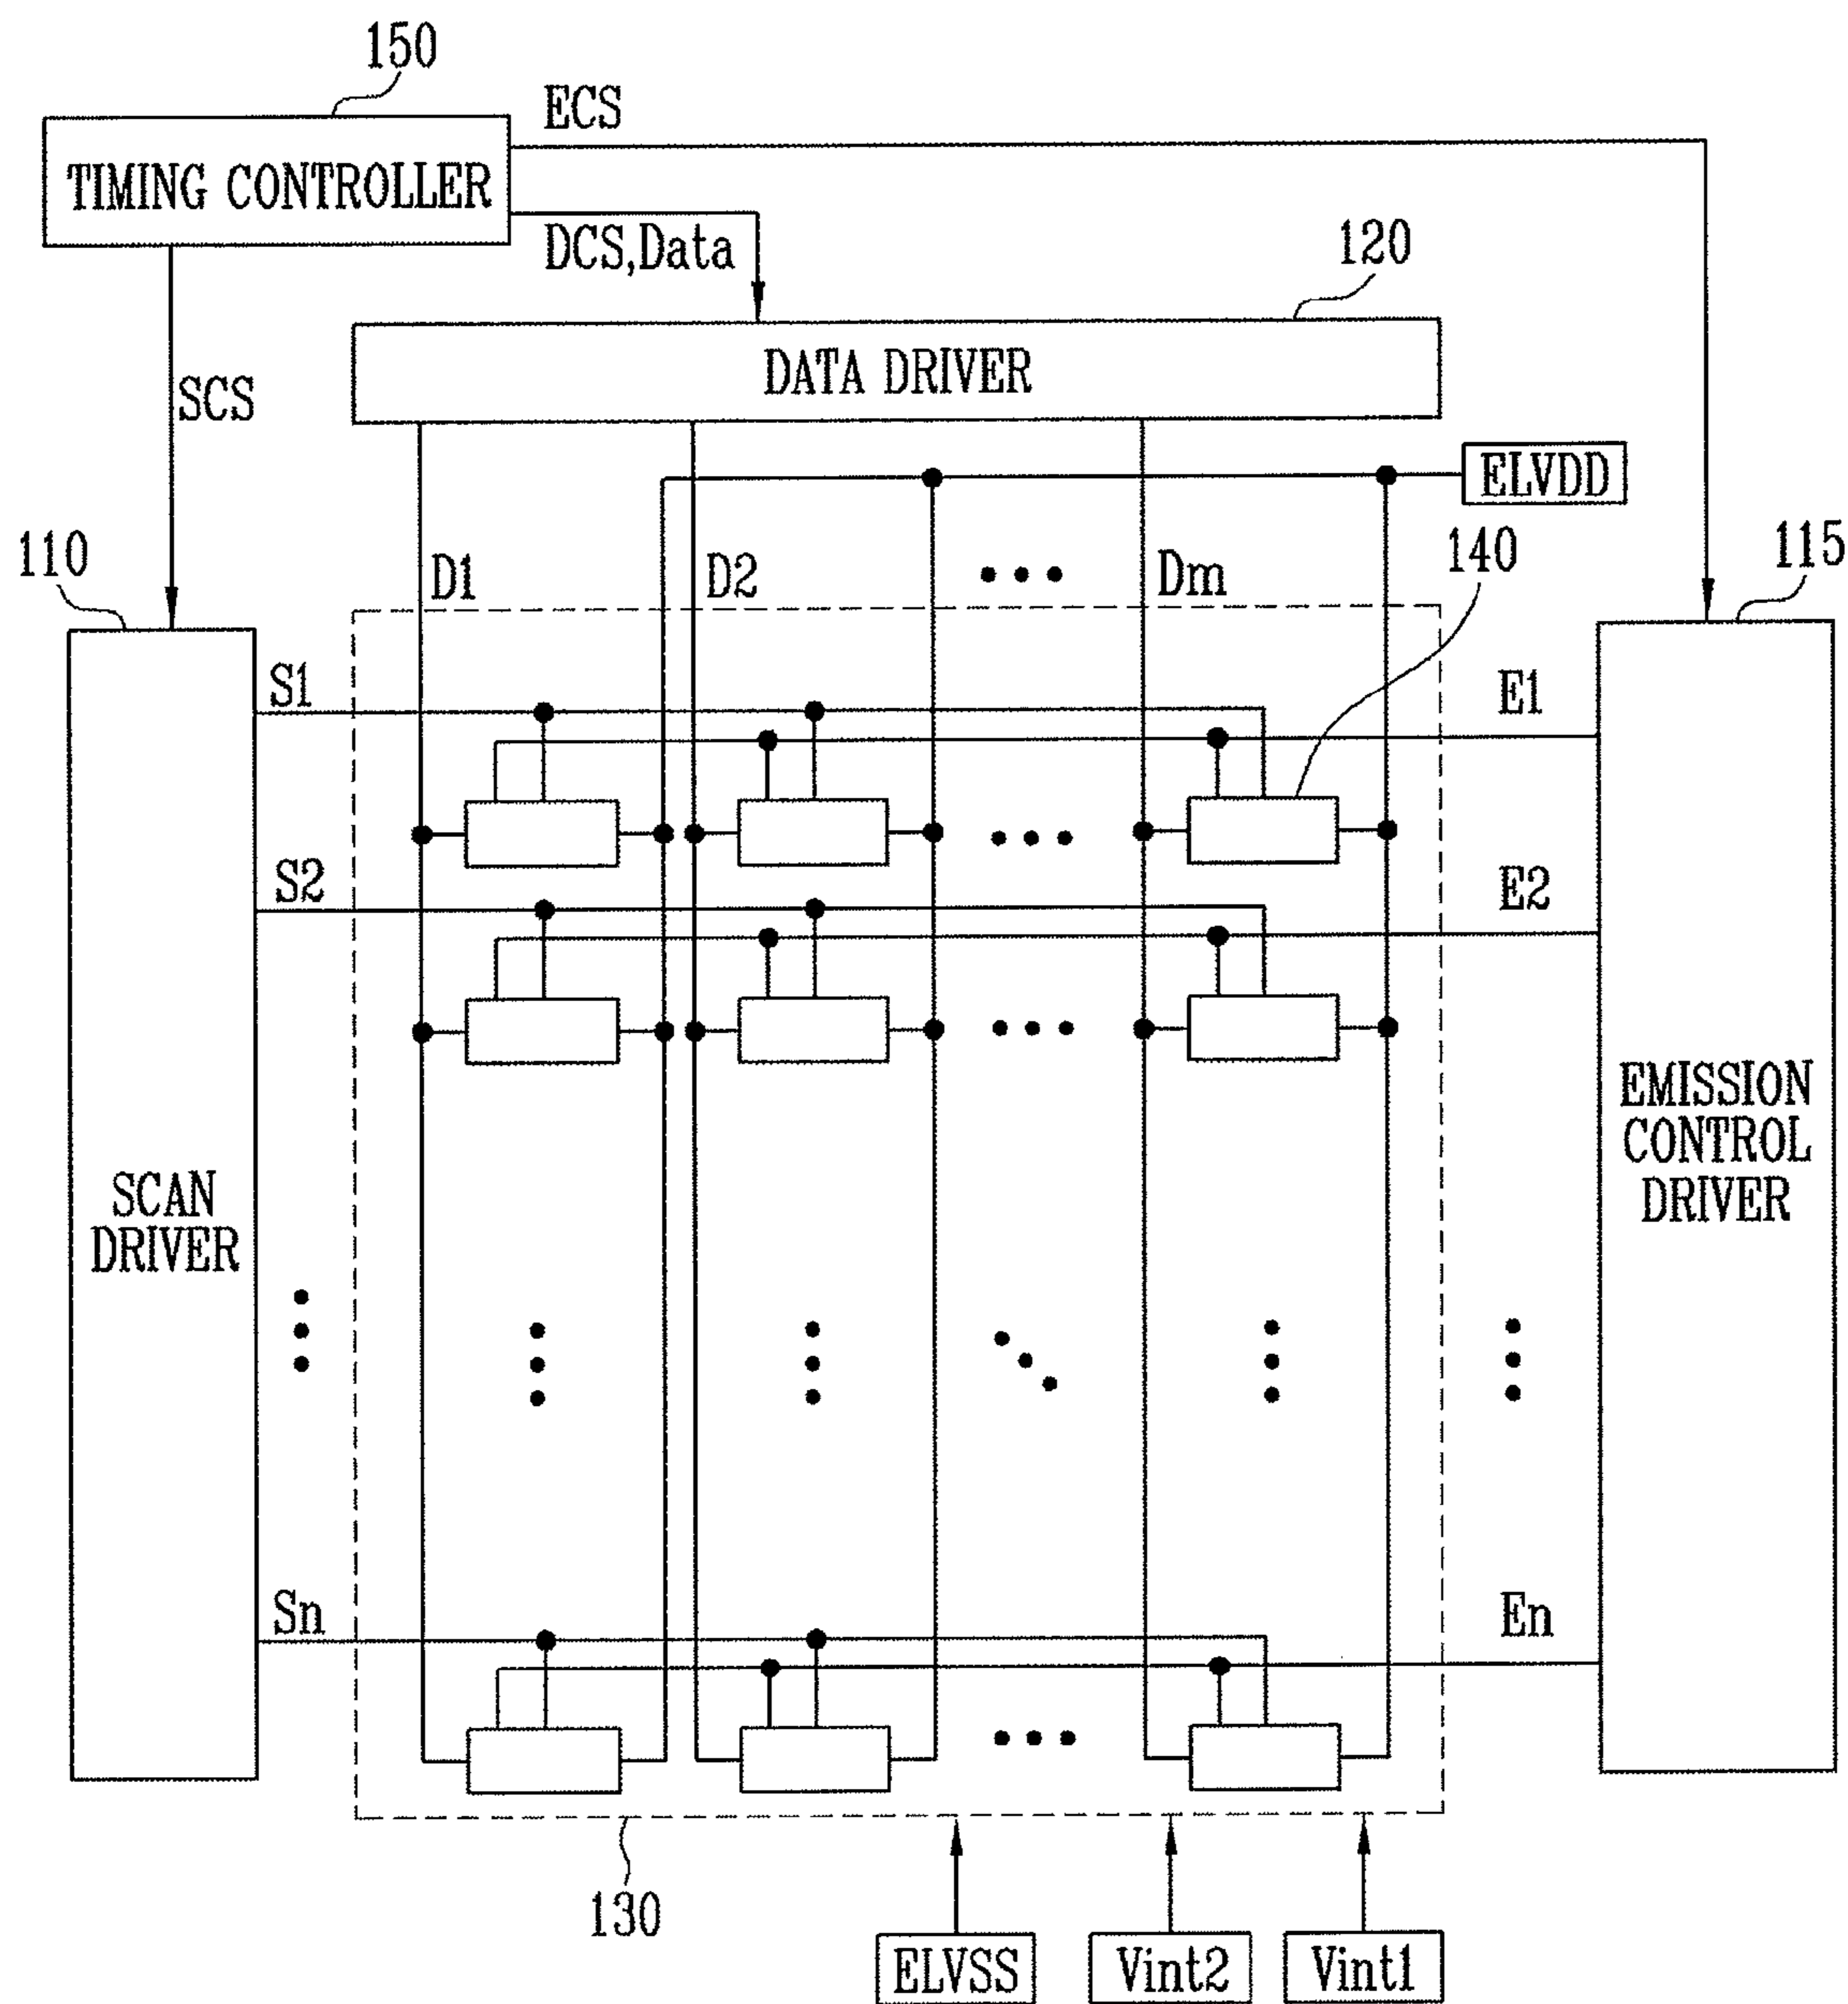 150
ECS
TIMING CONTROLLER
DCS,Data
120
SCS
DATA DRIVER
ELVDD
110
D1
D2
Dm
140
115
S1
E1
S2
E2
SCAN
DRIVER
EMISSION
CONTROL
DRIVER
Sn
En
130
ELVSS
Vint2
Vint1